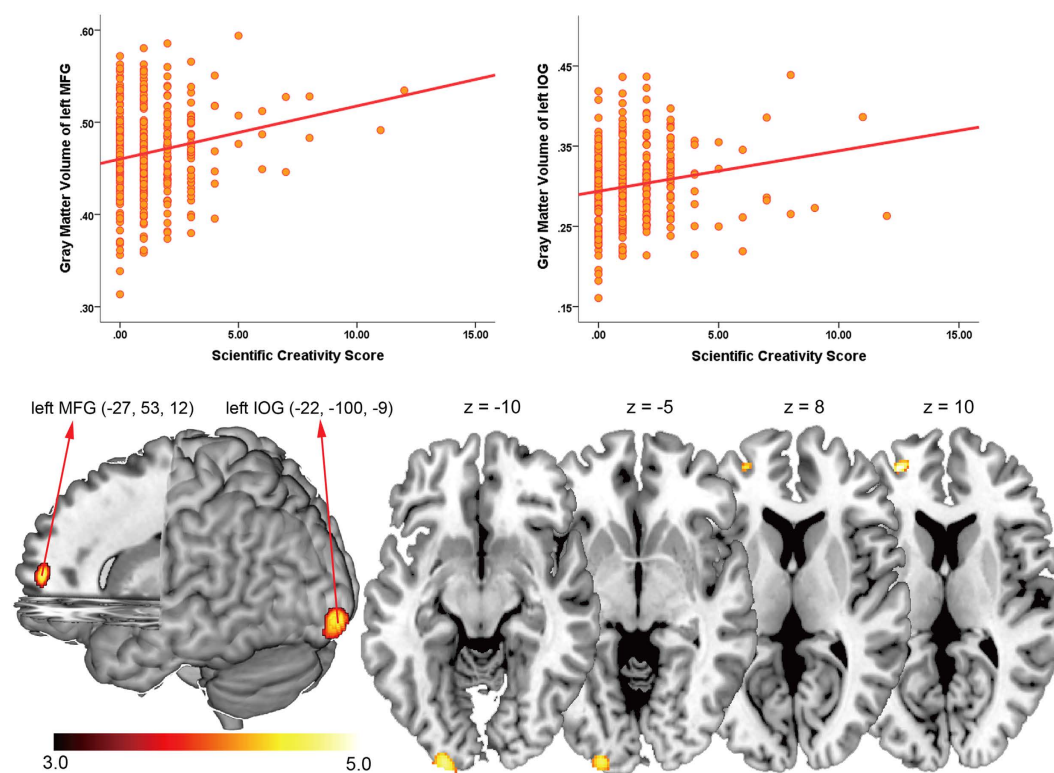 Gray Matter Volume of left MFG
.60
.50
.40
.30
.00
5.00
10.00
15.00
Scientific Creativity Score
Gray Matter Volume of left IOG
.45
.35
.25
.15
.00
5.00
10.00
15.00
Scientific Creativity Score
left MFG (-27, 53, 12)
left IOG (-22, -100, -9)
z = -10
z = -5
z = 8
z = 10
3.0
5.0